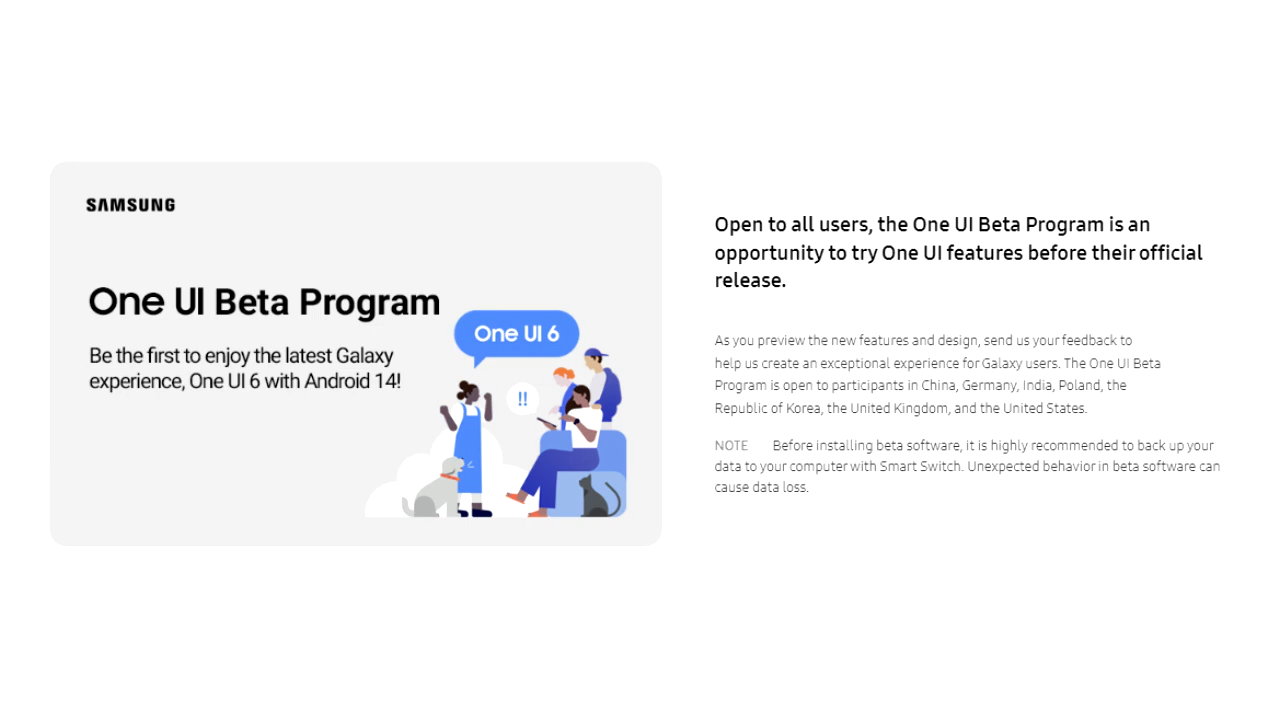 SAMSUNG
One UI Beta Program
Be the first to enjoy the latest Galaxy
experience, One UI 6 with Android 14!
One UI 6
!!
Open to all users, the One UI Beta Program is an
opportunity to try One UI features before their official
release.
As you preview the new features and design, send us your feedback to
help us create an exceptional experience for Galaxy users. The One UI Beta
Program is open to participants in China, Germany, India, Poland, the
Republic of Korea, the United Kingdom, and the United States.
NOTE Before installing beta software, it is highly recommended to back up your
data to your computer with Smart Switch. Unexpected behavior in beta software can
cause data loss.